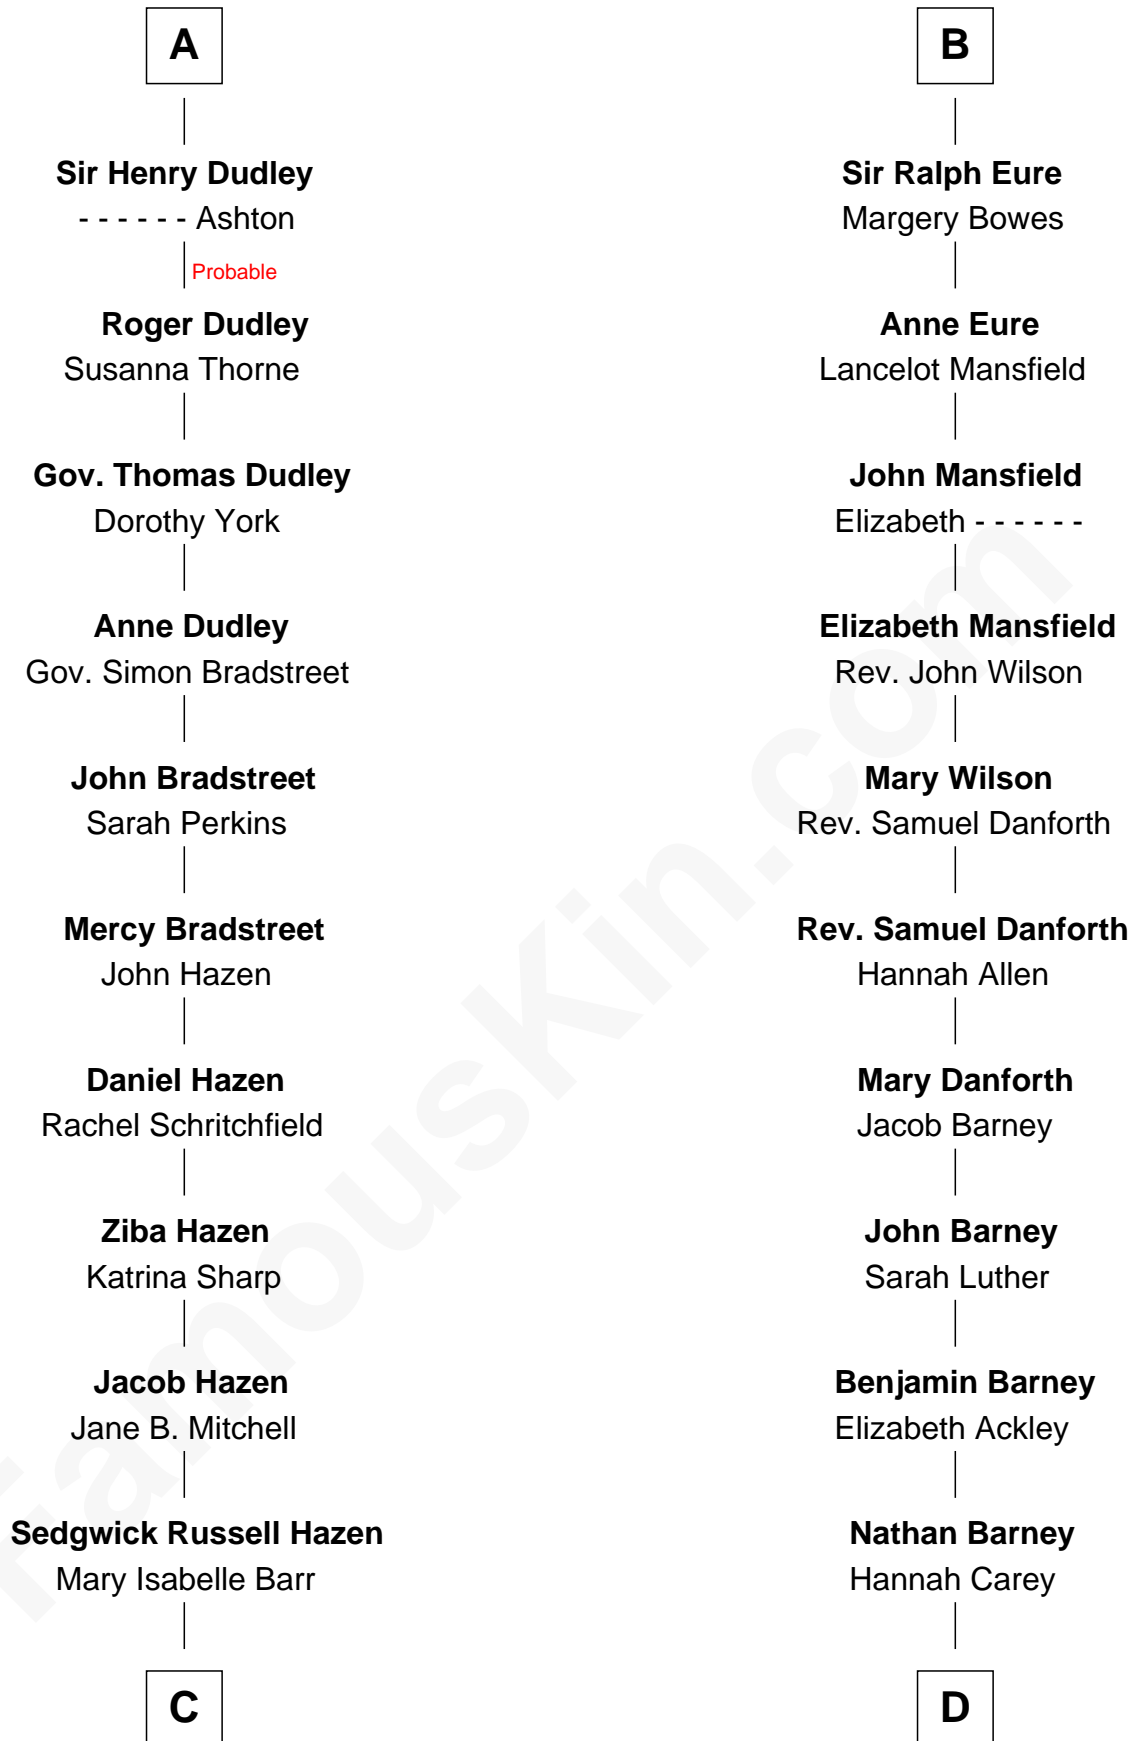 A
Sir Henry Dudley
- - - - - - Ashton
Probable
Roger Dudley
Susanna Thorne
Gov. Thomas Dudley
Dorothy York
Anne Dudley
Gov. Simon Bradstreet
John Bradstreet
Sarah Perkins
Mercy Bradstreet
John Hazen
Daniel Hazen
Rachel Schritchfield
Ziba Hazen
Katrina Sharp
Jacob Hazen
Jane B. Mitchell
Sedgwick Russell Hazen
Mary Isabelle Barr
C
B
Sir Ralph Eure
Margery Bowes
Anne Eure
Lancelot Mansfield
John Mansfield
Elizabeth - - - - - -
Elizabeth Mansfield
Rev. John Wilson
Mary Wilson
Rev. Samuel Danforth
Rev. Samuel Danforth
Hannah Allen
Mary Danforth
Jacob Barney
John Barney
Sarah Luther
Benjamin Barney
Elizabeth Ackley
Nathan Barney
Hannah Carey
D
FamousKin.com